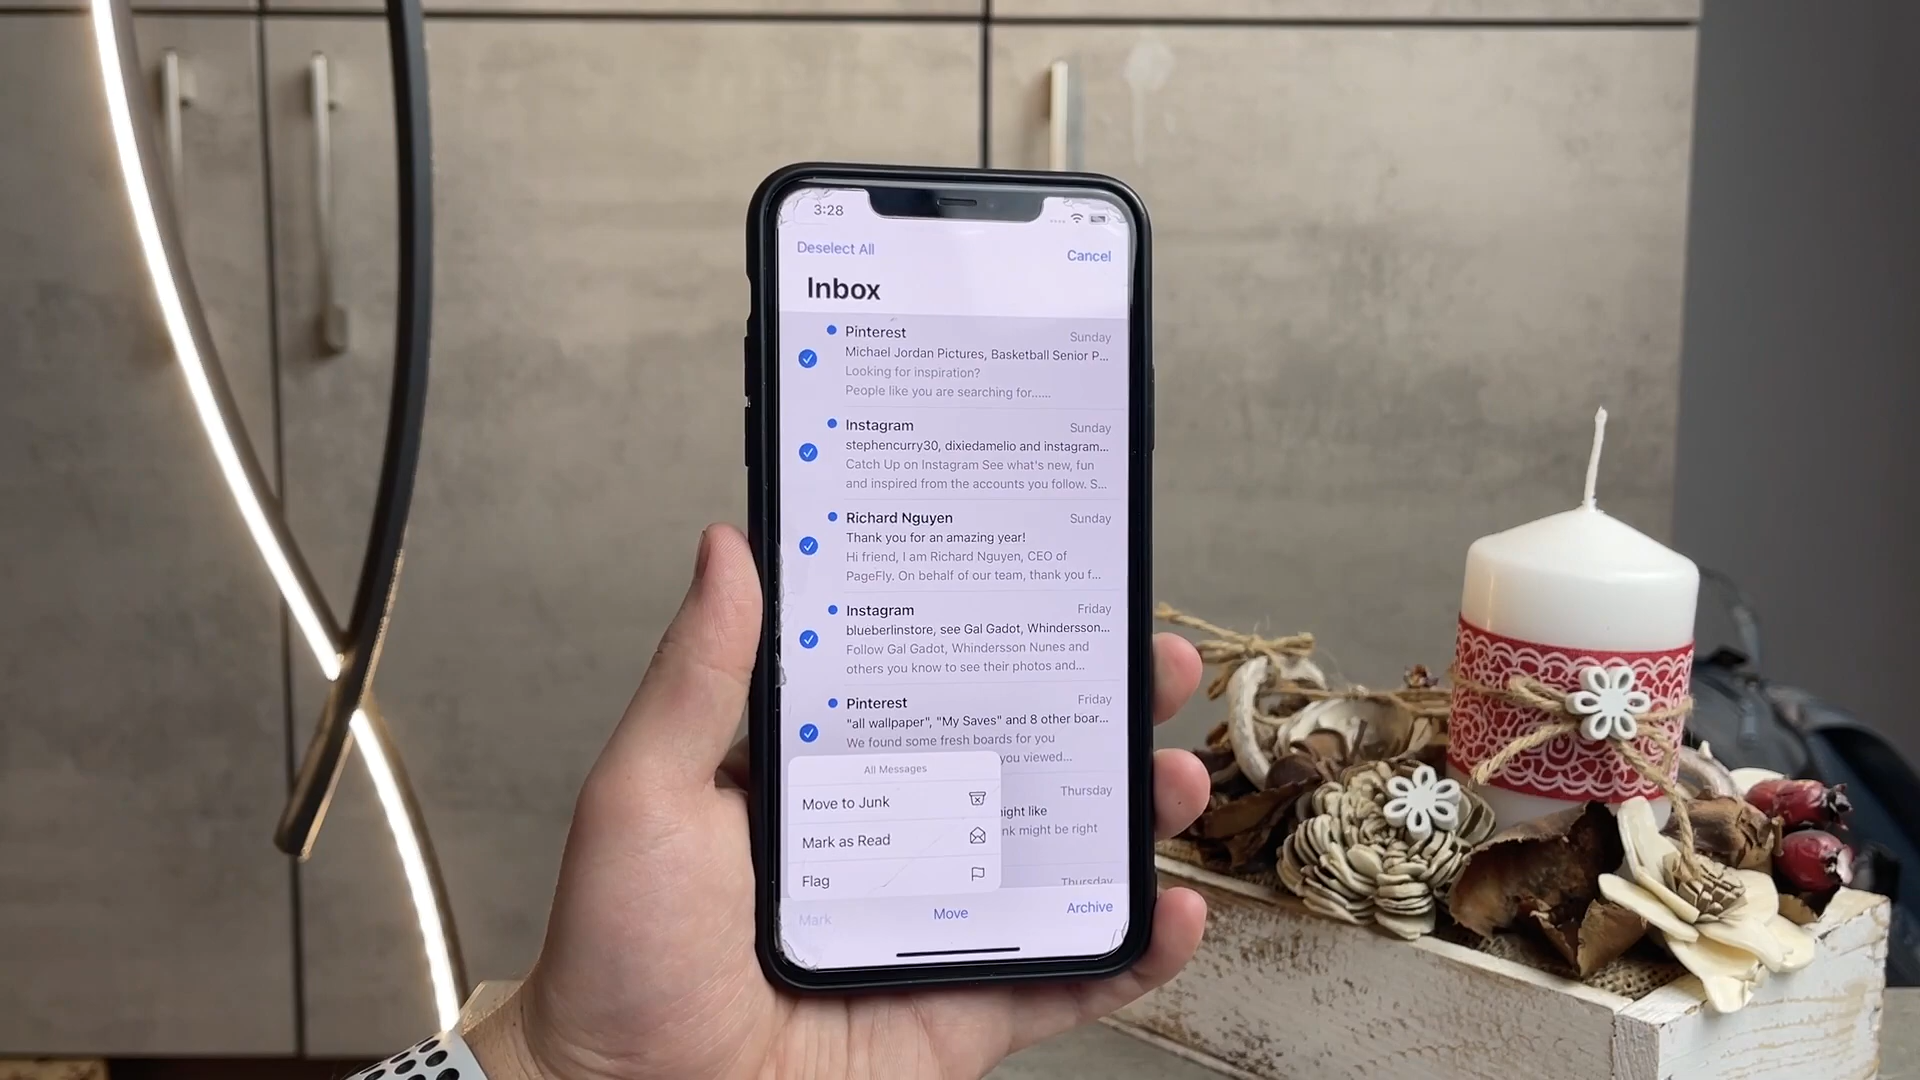 3:28
Deselect All
Cancel
Inbox
Pinterest
Sunday
Michael Jordan Pictures, Basketball Senior P...
Looking for inspiration?
People like you are searching for......
Instagram
Sunday
stephencurry30, dixiedamelio and instagram...
Catch Up on Instagram See what's new, fun
and inspired from the accounts you follow. S...
Richard Nguyen
Sunday
Thank you for an amazing year!
Hi friend, I am Richard Nguyen, CEO of
PageFly. On behalf of our team, thank you f...
Instagram
Friday
blueberlinstore, see Gal Gadot, Whindersson...
Follow Gal Gadot, Whindersson Nunes and
others you know to see their photos and...
Pinterest
Friday
"all wallpaper", "My Saves" and 8 other boar...
We found some fresh boards for you
you viewed...
All Messages
Thursday
Move to Junk
like
might be right
Mark as Read
Flag
Thursday
Mark
Move
Archive